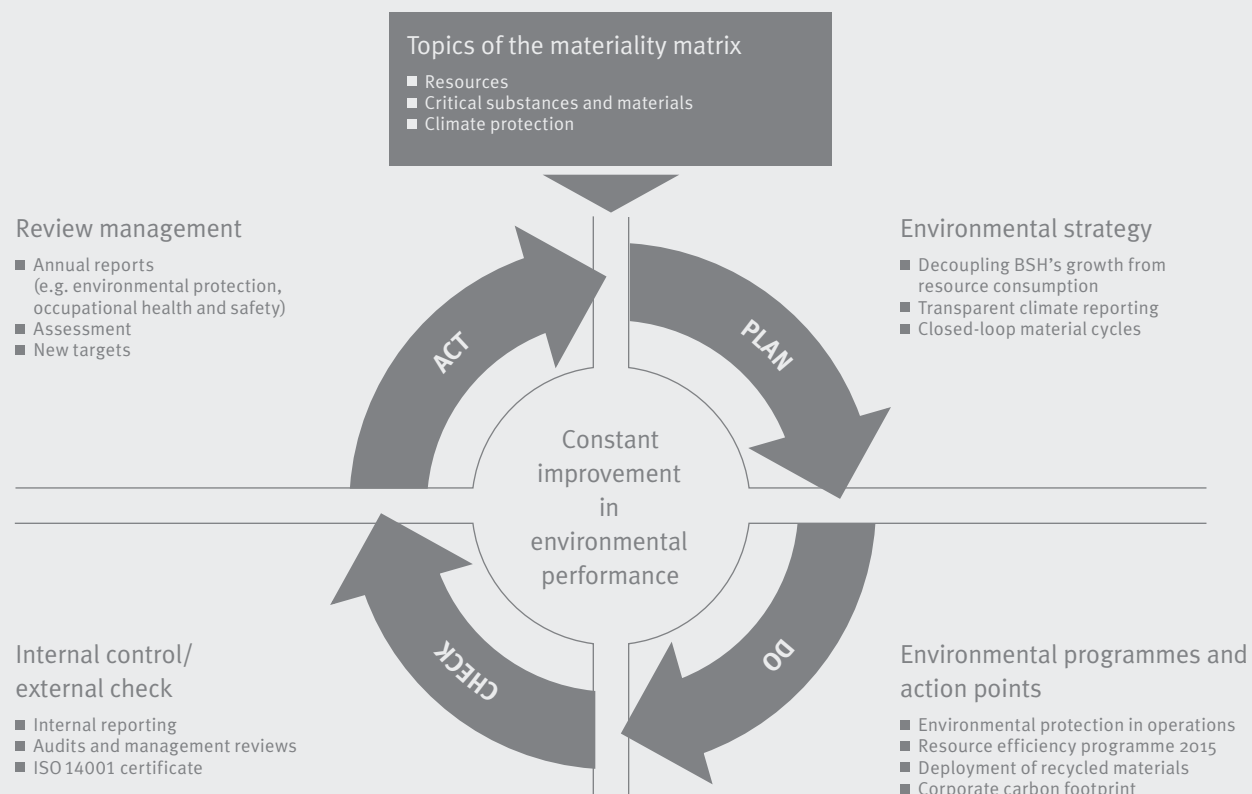 Topics of the materiality matrix
■ Resources
■ Critical substances and materials
■ Climate protection
Review management
■ Annual reports
(e.g. environmental protection,
occupational health and safety)
■ Assessment
■ New targets
Environmental strategy
■ Decoupling BSH’s growth from
resource consumption
■ Transparent climate reporting
■ Closed-loop material cycles
ACT
PLAN
Constant
improvement
in
environmental
performance
CHECK
DO
Internal control/
external check
■ Internal reporting
■ Audits and management reviews
■ ISO 14001 certificate
Environmental programmes and
action points
■ Environmental protection in operations
■ Resource efficiency programme 2015
■ Deployment of recycled materials
■ Corporate carbon footprint